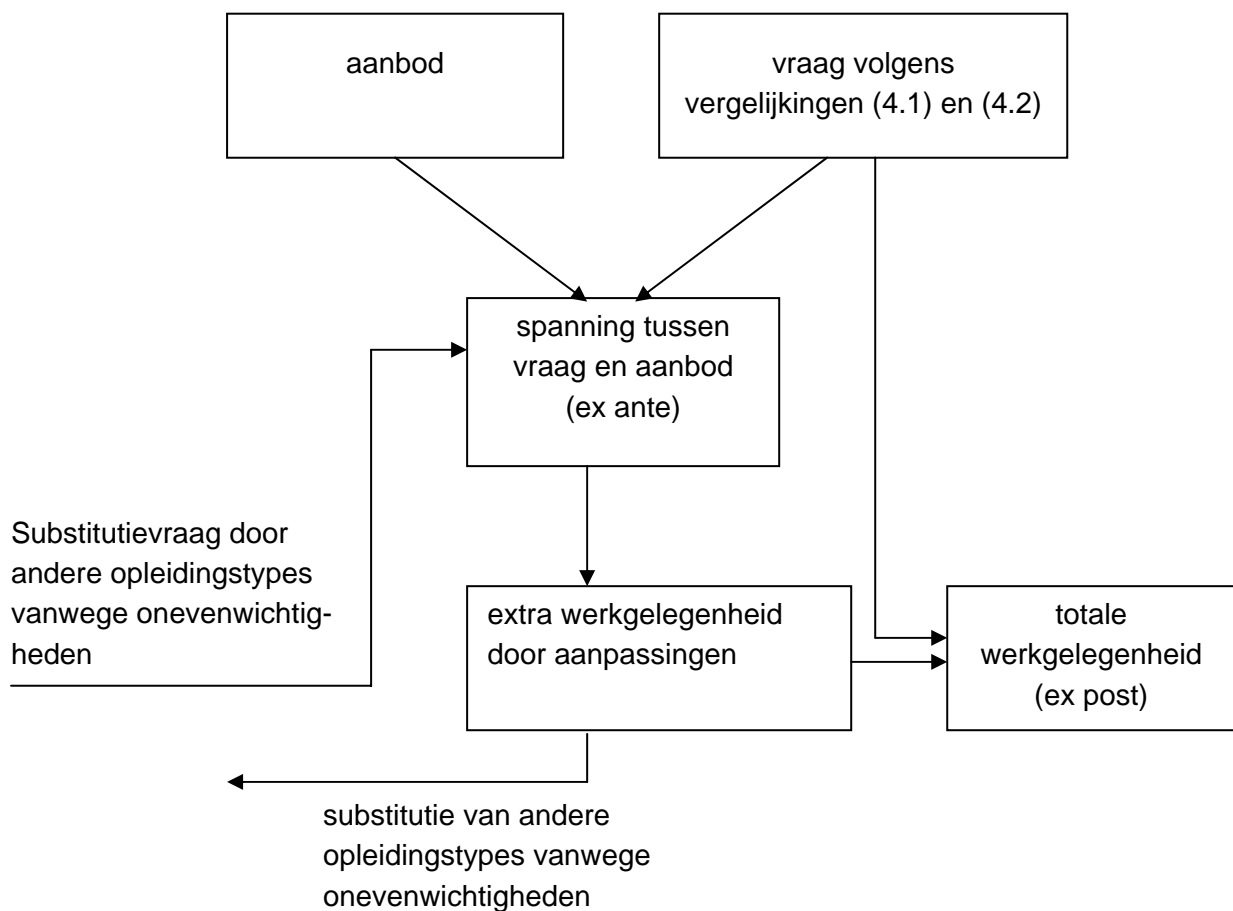 aanbod
vraag volgens
vergelijkingen (4.1) en (4.2)
spanning tussen
vraag en aanbod
(ex ante)
Substitutievraag door
andere opleidingstypes
vanwege onevenwichtig-
heden
extra werkgelegenheid
door aanpassingen
totale
werkgelegenheid
(ex post)
substitutie van andere
opleidingstypes vanwege
onevenwichtigheden